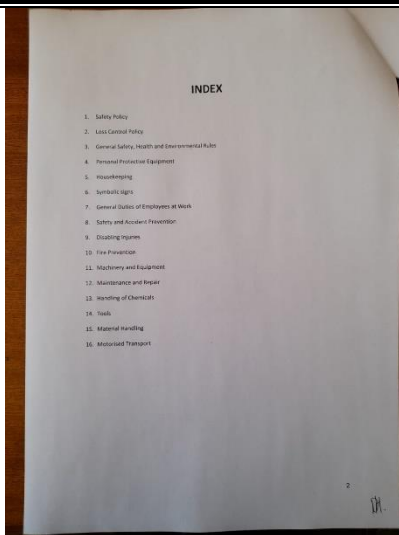 INDEX
1. Safety Policy
2. Loss Control Policy
3. General Safety, Health and Environmental Rules
4. Personal Protective Equipment
5. Housekeeping
6. Symbolic signs
7. General Duties of Employees at Work
8. Safety and Accident Prevention
9. Disabling Injuries
10. Fire Prevention
11. Machinery and Equipment
12. Maintenance and Repair
13. Handling of Chemicals
14. Tools
15. Material Handling
16. Motorised Transport
2